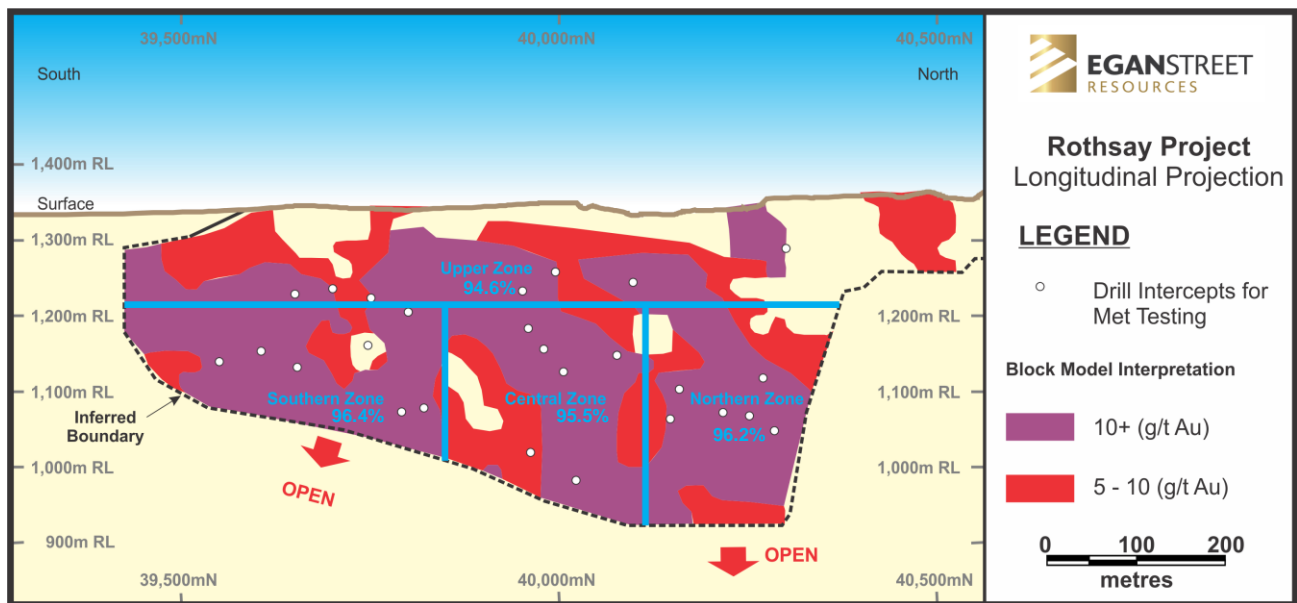 39,500mN
40,000mN
40,500mN
South
North
1,400m RL
Surface
1,300m RL
Upper Zone
94.6%
1,200m RL
1,200m RL
1,100m RL
1,100m RL
Southern Zone
96.4%
Central Zone
95.5%
Northern Zone
96.2%
Inferred
Boundary
1,000m RL
1,000m RL
OPEN
900m RL
OPEN
39,500mN
40,000mN
40,500mN
EGANSTREET
RESOURCES
Rothsay Project
Longitudinal Projection
LEGEND
Drill Intercepts for
Met Testing
Block Model Interpretation
10+ (g/t Au)
5 - 10 (g/t Au)
0 100 200
metres